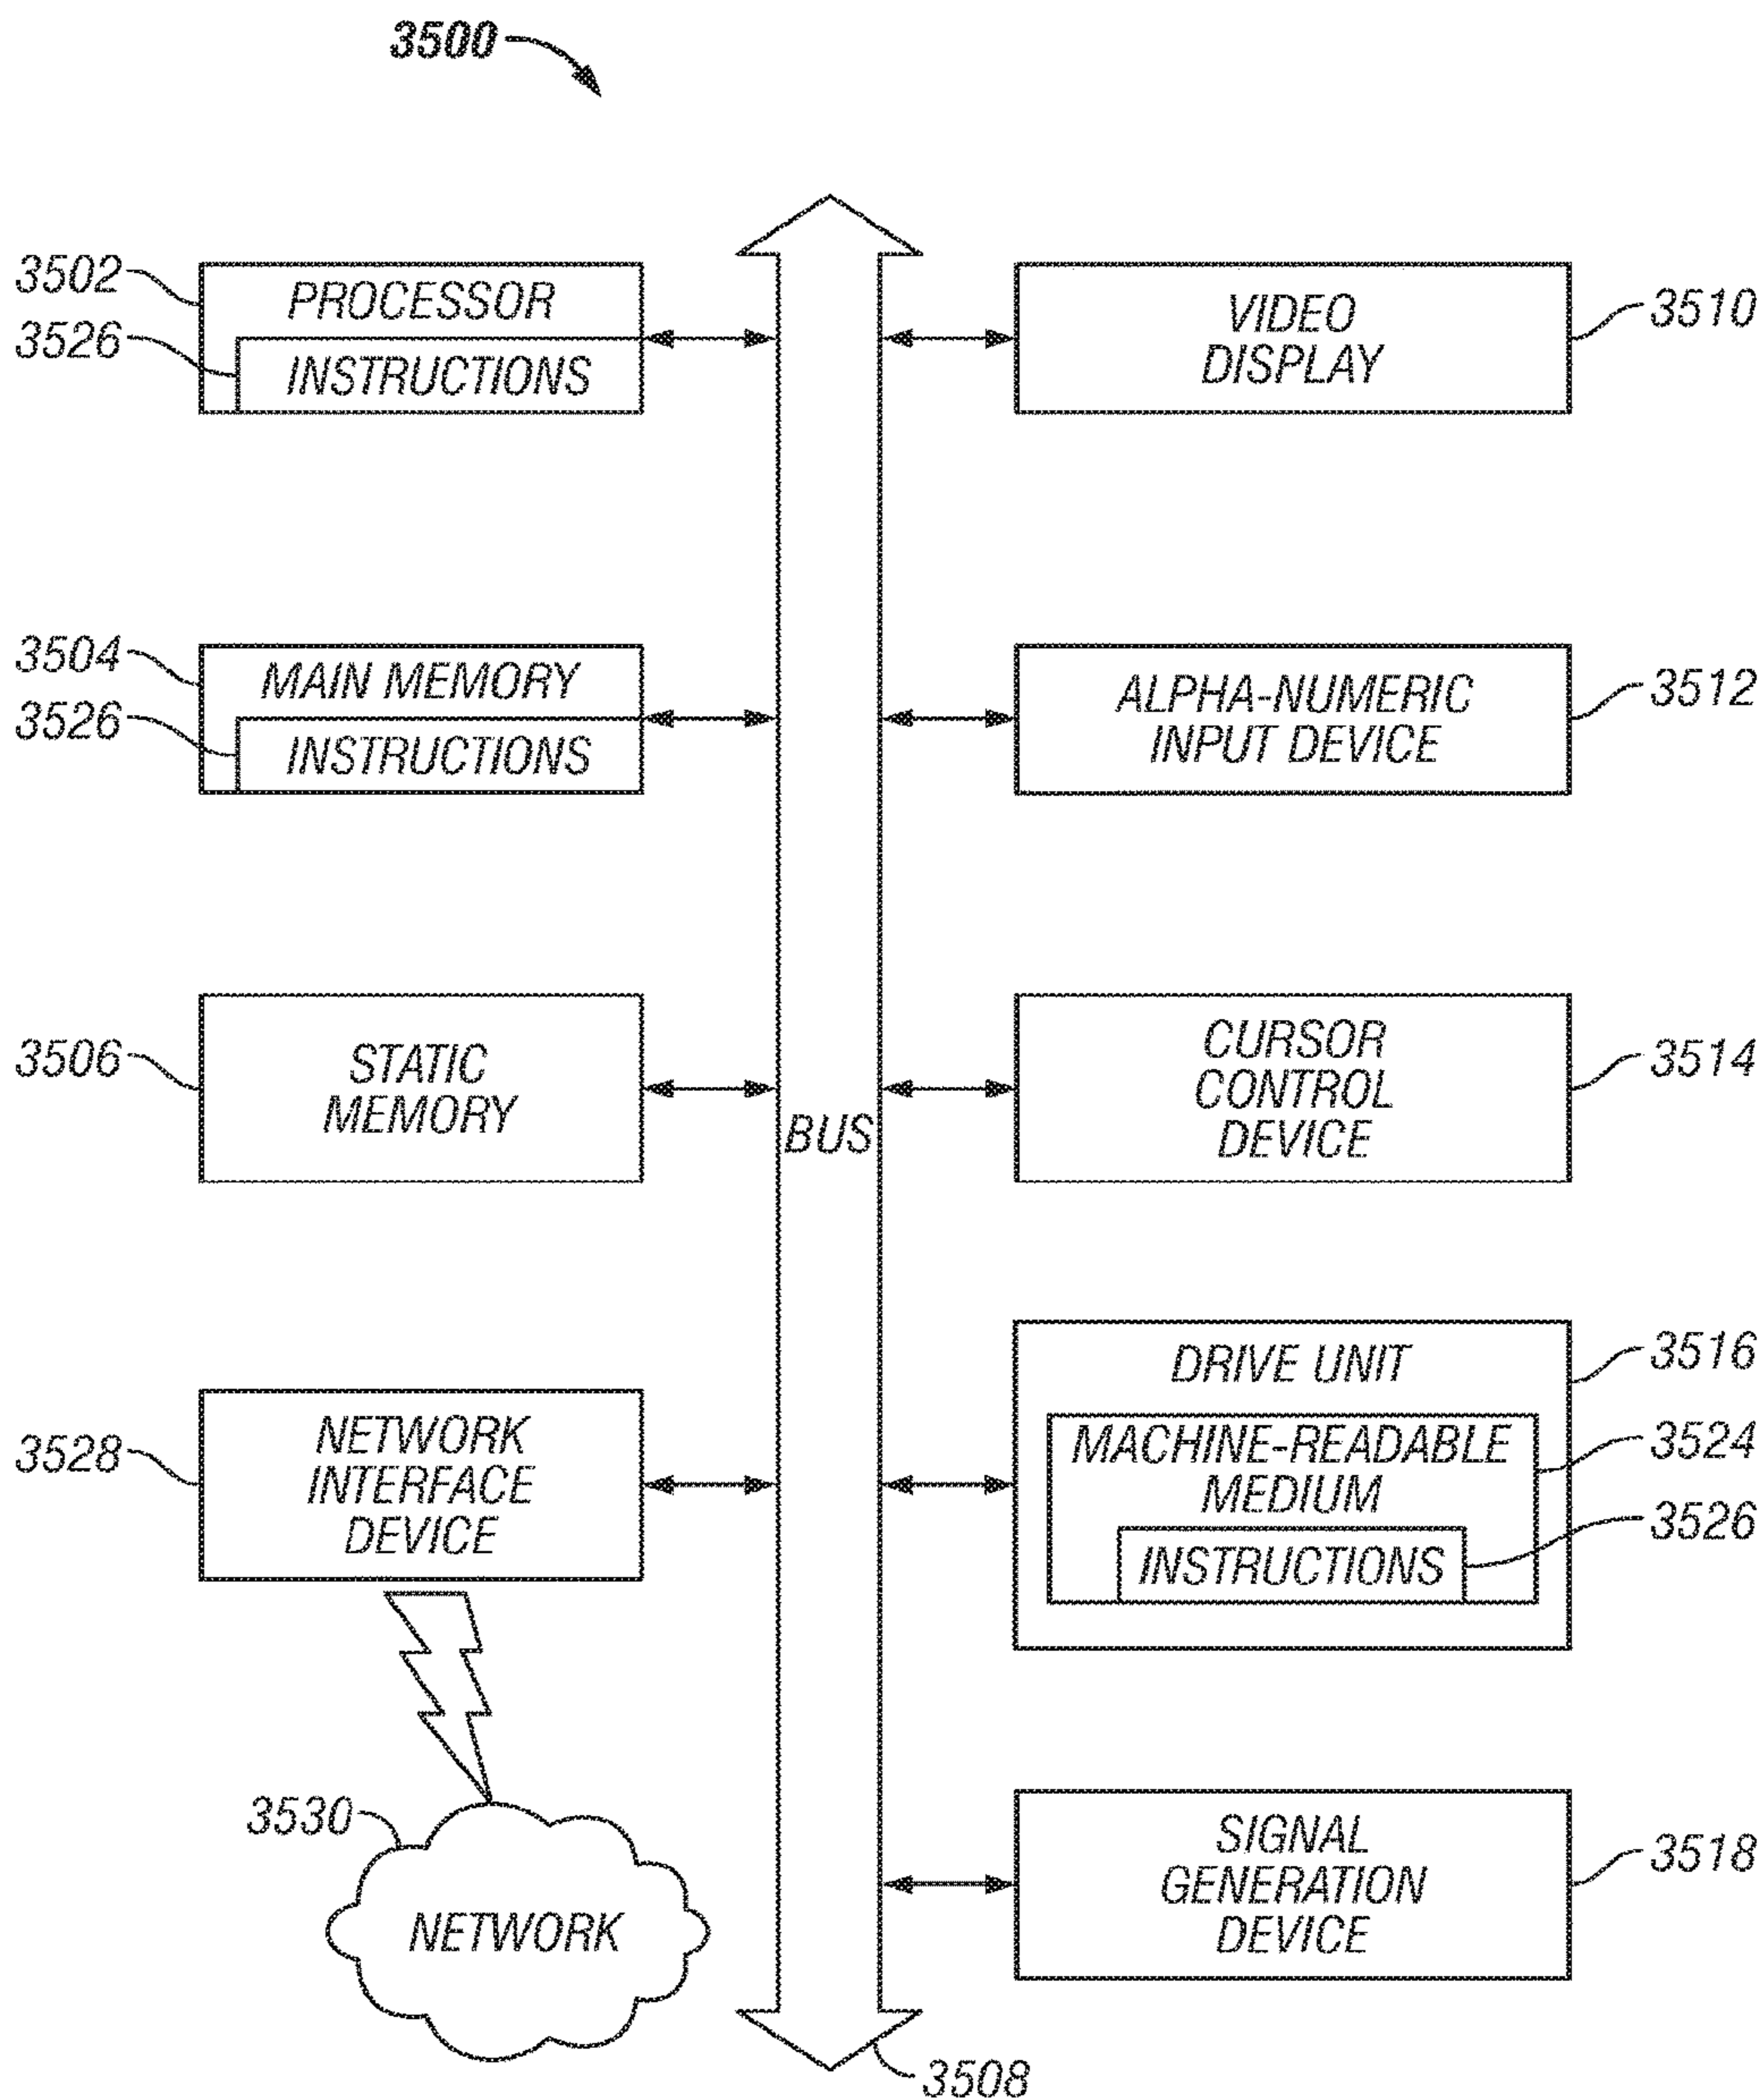 3500
3502
PROCESSOR
3526
INSTRUCTIONS
VIDEO
DISPLAY
3510
3504
MAIN MEMORY
3526
INSTRUCTIONS
ALPHA-NUMERIC
INPUT DEVICE
3512
3506
STATIC
MEMORY
BUS
CURSOR
CONTROL
DEVICE
3514
3528
NETWORK
INTERFACE
DEVICE
DRIVE UNIT
3516
MACHINE-READABLE
MEDIUM
3524
INSTRUCTIONS
3526
3530
NETWORK
SIGNAL
GENERATION
DEVICE
3518
3508